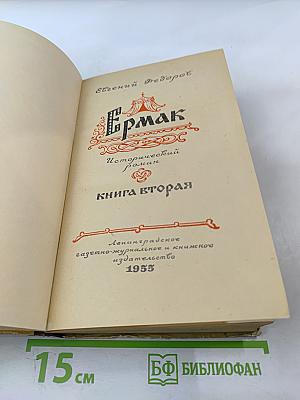 Евгений Федоров
Ермак
Исторический
роман
КНИГА ВТОРАЯ
Ленинградское
газетно-журнальное и книжное
издательство
1955
15 см
БФ БИБЛИОФАН